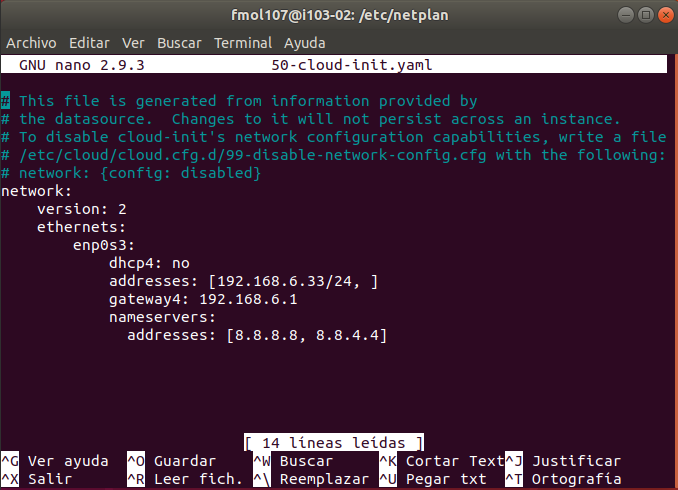 fmol107@i103-02: /etc/netplan
Archivo Editar Ver Buscar Terminal Ayuda
GNU nano 2.9.3 50-cloud-init.yaml
# This file is generated from information provided by
# the datasource.  Changes to it will not persist across an instance.
# To disable cloud-init's network configuration capabilities, write a file
# /etc/cloud/cloud.cfg.d/99-disable-network-config.cfg with the following:
# network: {config: disabled}
network:
    version: 2
    ethernets:
        enp0s3:
            dhcp4: no
            addresses: [192.168.6.33/24, ]
            gateway4: 192.168.6.1
            nameservers:
              addresses: [8.8.8.8, 8.8.4.4]
[ 14 líneas leídas ]
^G Ver ayuda ^O Guardar ^W Buscar ^K Cortar Text ^J Justificar
^X Salir ^R Leer fich. ^\ Reemplazar ^U Pegar txt ^T Ortografía